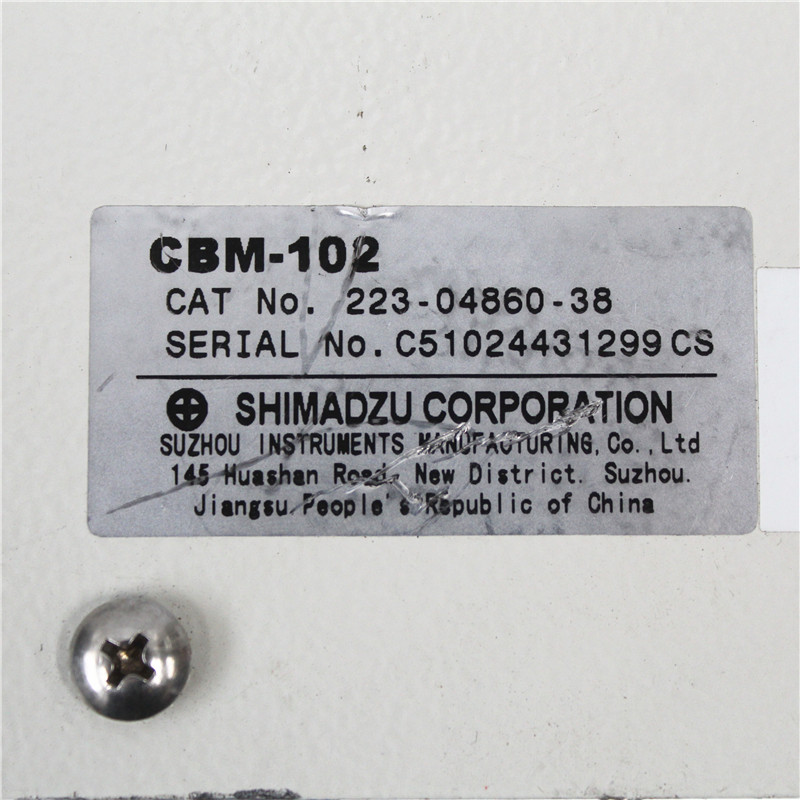 CBM-102
CAT No. 223-04860-38
SERIAL No. C51024431299 CS
SHIMADZU CORPORATION
SUZHOU INSTRUMENTS MANUFACTURING, Co., Ltd
145 Huashan Road, New District. Suzhou.
Jiangsu People's Republic of China